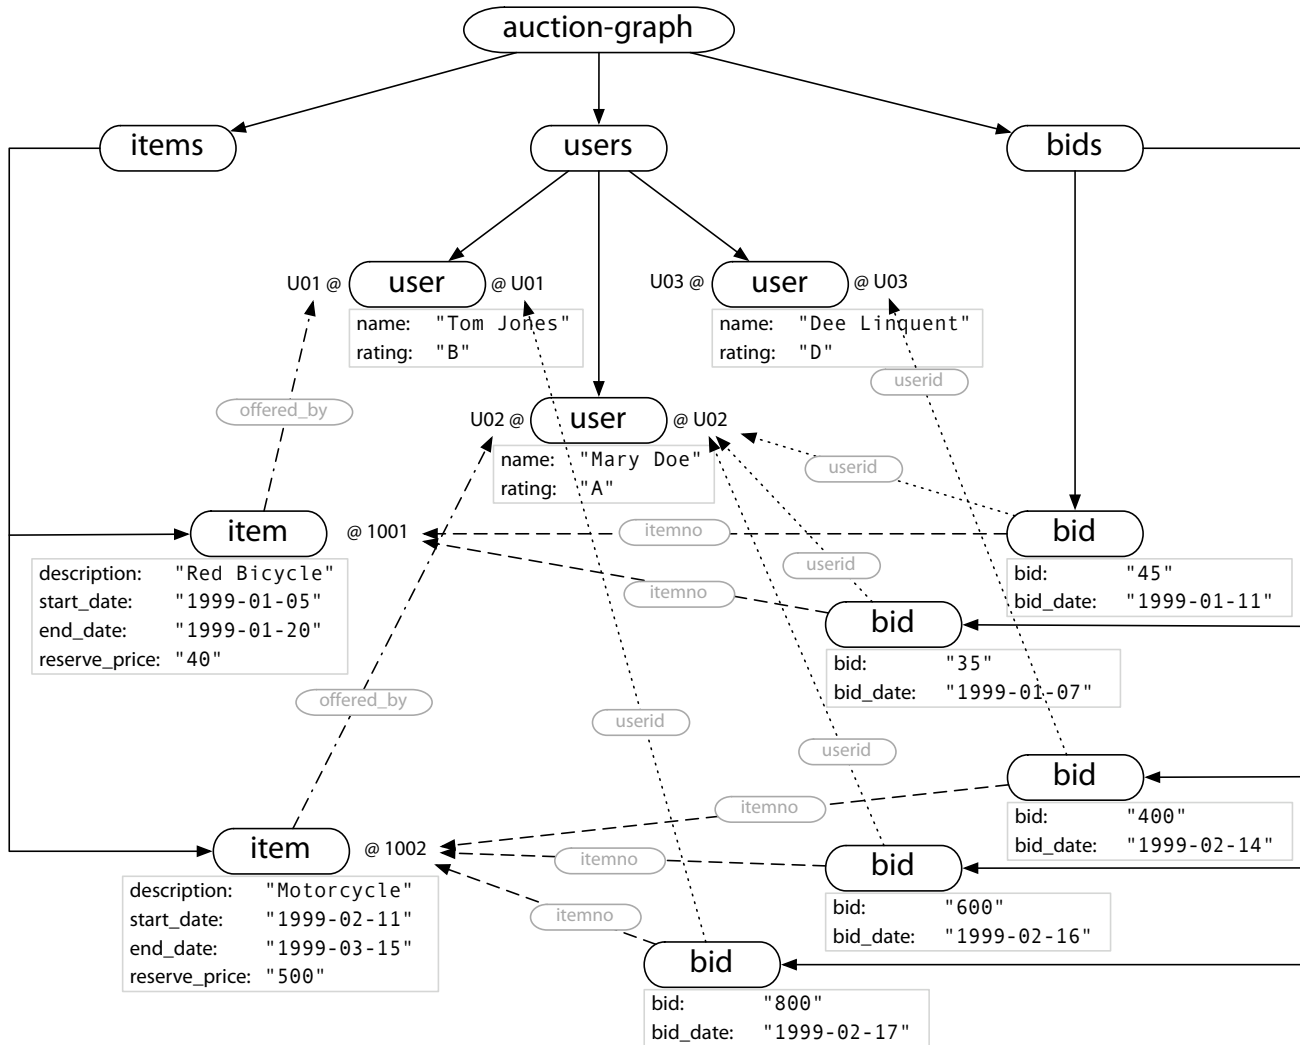 auction-graph
items
users
bids
U01 @ user @ U01
name: "Tom Jones"
rating: "B"
U03 @ user @ U03
name: "Dee Linquent"
rating: "D"
userid
offered_by
U02 @ user @ U02
name: "Mary Doe"
rating: "A"
userid
item @ 1001
description: "Red Bicycle"
start_date: "1999-01-05"
end_date: "1999-01-20"
reserve_price: "40"
itemno
bid
bid: "45"
bid_date: "1999-01-11"
userid
itemno
bid
bid: "35"
bid_date: "1999-01-07"
offered_by
userid
userid
bid
bid: "400"
bid_date: "1999-02-14"
itemno
item @ 1002
description: "Motorcycle"
start_date: "1999-02-11"
end_date: "1999-03-15"
reserve_price: "500"
itemno
bid
bid: "600"
bid_date: "1999-02-16"
itemno
bid
bid: "800"
bid_date: "1999-02-17"